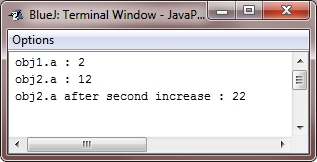 BlueJ: Terminal Window - JavaP...
Options
obj1.a : 2
obj2.a : 12
obj2.a after second increase : 22